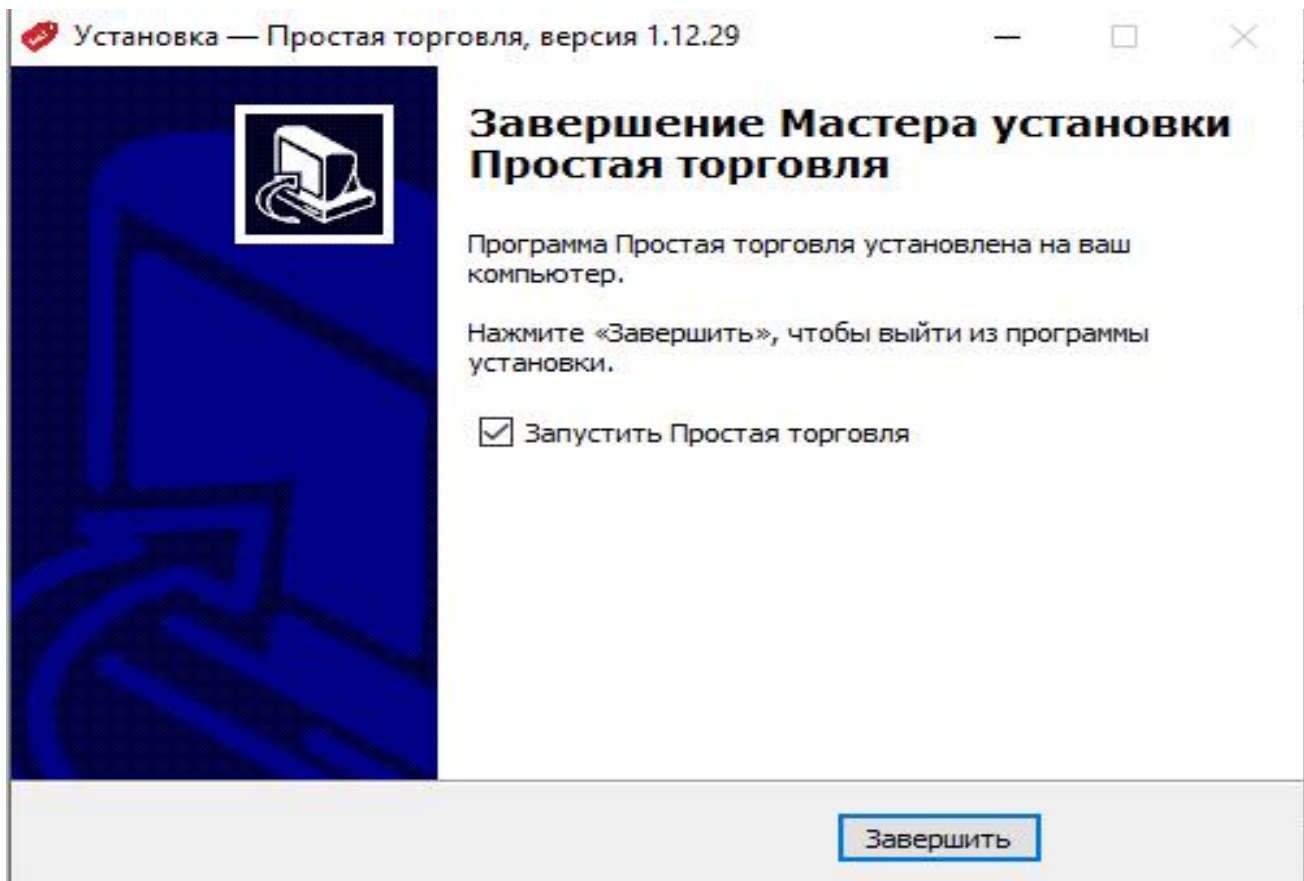 Установка — Простая торговля, версия 1.12.29
Завершение Мастера установки
Простая торговля
Программа Простая торговля установлена на ваш
компьютер.
Нажмите «Завершить», чтобы выйти из программы
установки.
Запустить Простая торговля
Завершить